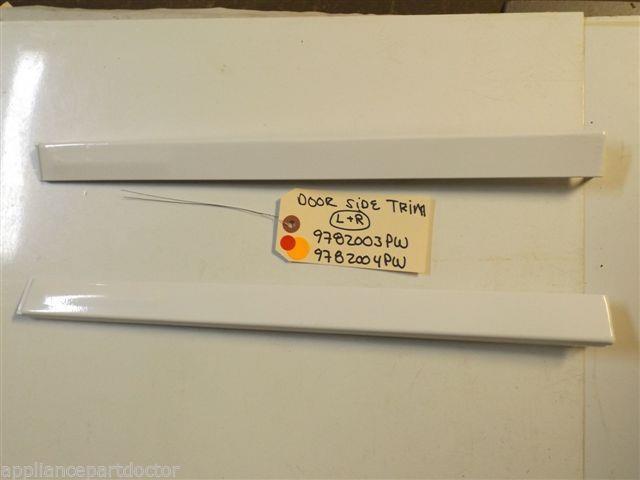 DOOR SIDE TRIM
L+R
9782003PW
9782004PW
appliancepartdoctor